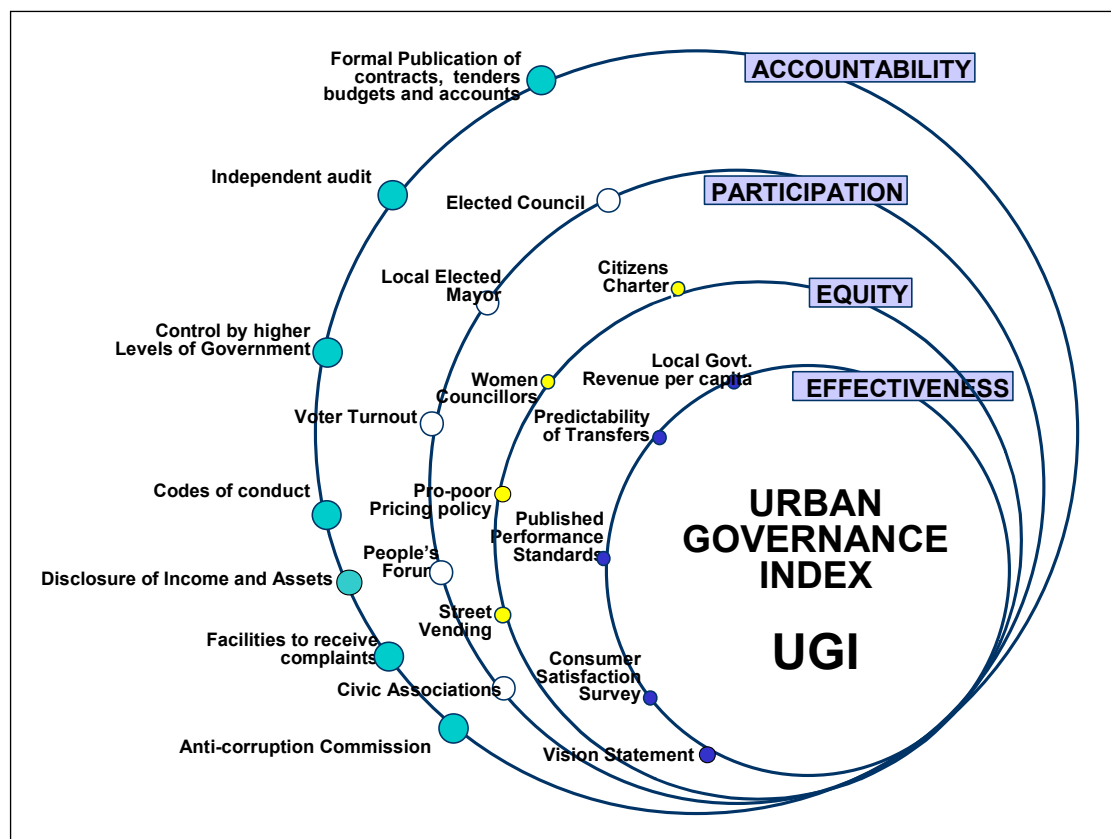 Formal Publication of
contracts, tenders
budgets and accounts
ACCOUNTABILITY
Independent audit
PARTICIPATION
Elected Council
Citizens
Charter
Local Elected
Mayor
EQUITY
Control by higher
Levels of Government
Local Govt.
Revenue per capita
Women
Councillors
EFFECTIVENESS
Voter Turnout
Predictability
of Transfers
Pro-poor
Pricing policy
Codes of conduct
Published
Performance
Standards
URBAN
GOVERNANCE
INDEX
UGI
People's
Forum
Disclosure of Income and Assets
Street
Vending
Facilities to receive
complaints
Consumer
Satisfaction
Survey
Civic Associations
Anti-corruption Commission
Vision Statement